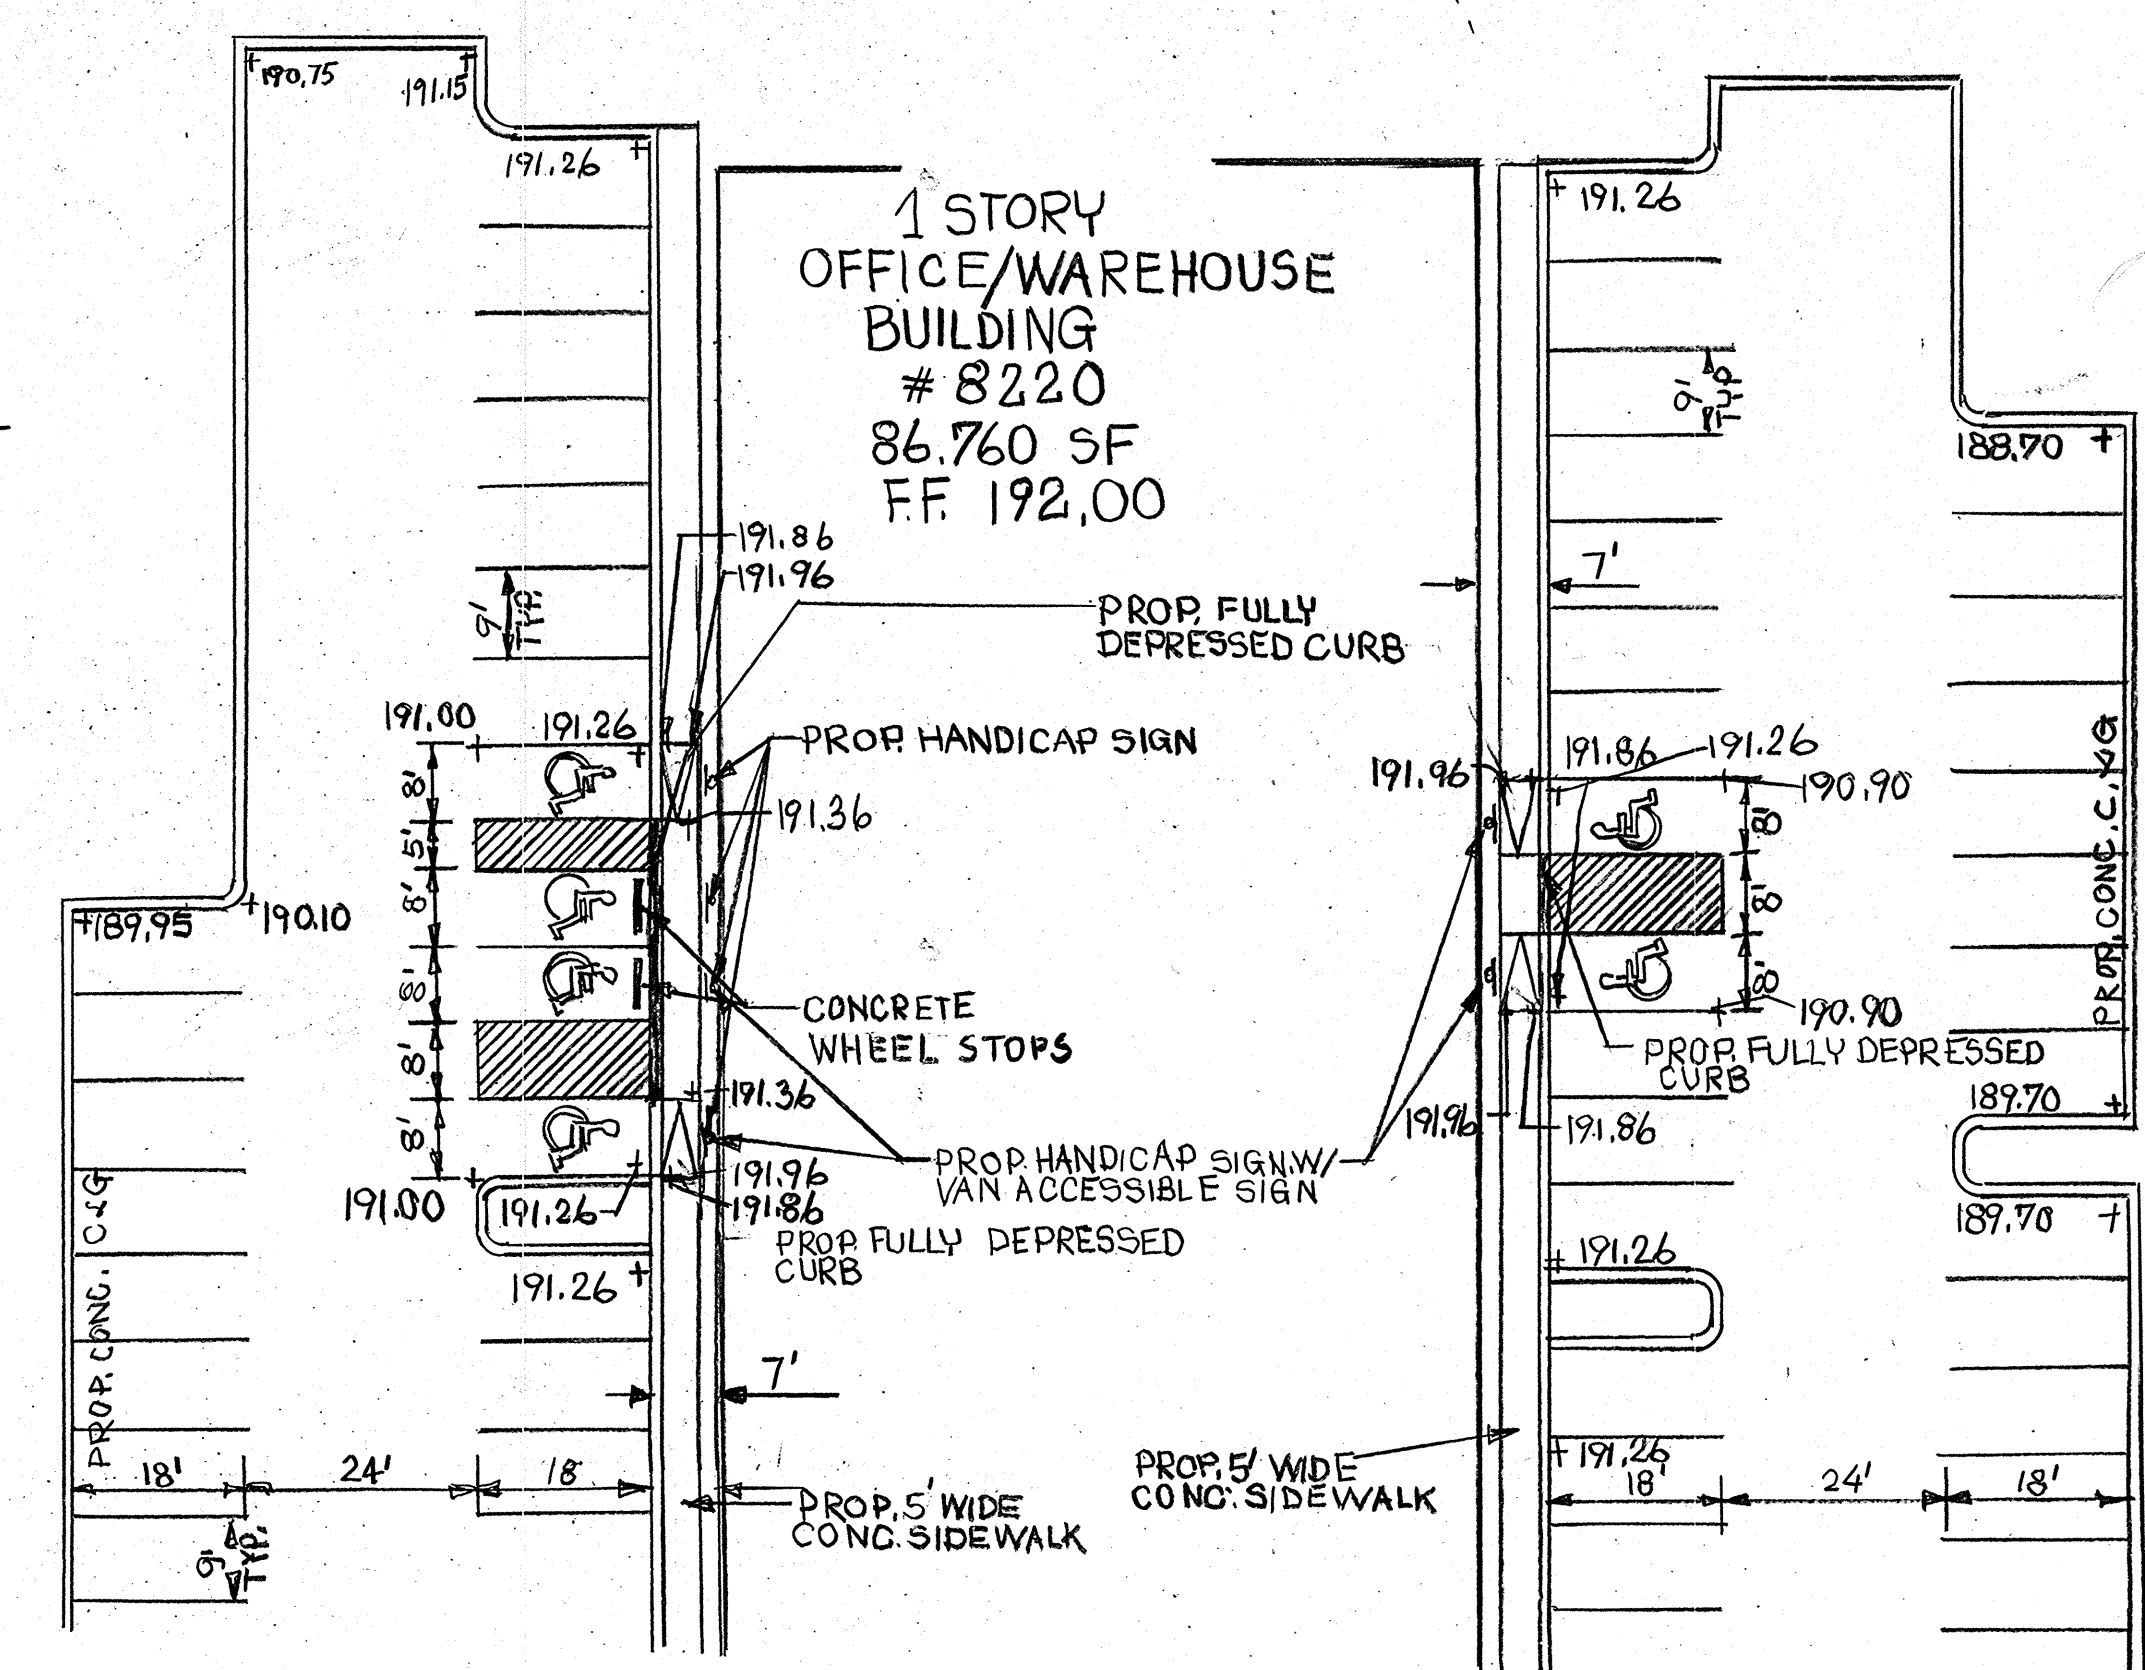 190.75
191.15
191.26
191.26
1 STORY
OFFICE/WAREHOUSE
BUILDING
# 8220
86.760 SF
F.F. 192.00
188.70
9'
TYP.
191.86
191.96
7'
9'
TYP.
PROP. FULLY
DEPRESSED CURB
191.00
191.26
PROP. HANDICAP SIGN
191.96
191.86
191.26
190.90
8'
5'
8'
8'
8'
8'
191.36
8'
8'
8'
PROP. CONC. C.&G
189.95
190.10
CONCRETE
WHEEL STOPS
190.90
PROP. FULLY DEPRESSED
CURB
191.36
189.70
191.96
191.86
PROP. HANDICAP SIGN.W/
VAN ACCESSIBLE SIGN
191.96
191.86
191.00
191.26
PROP. FULLY DEPRESSED
CURB
189.70
191.26
191.26
PROP. CONC. C&G
7'
18'
24'
18
PROP. 5' WIDE
CONC. SIDEWALK
PROP. 5' WIDE
CONC. SIDEWALK
191.26
18'
24'
18'
9'
TYP.